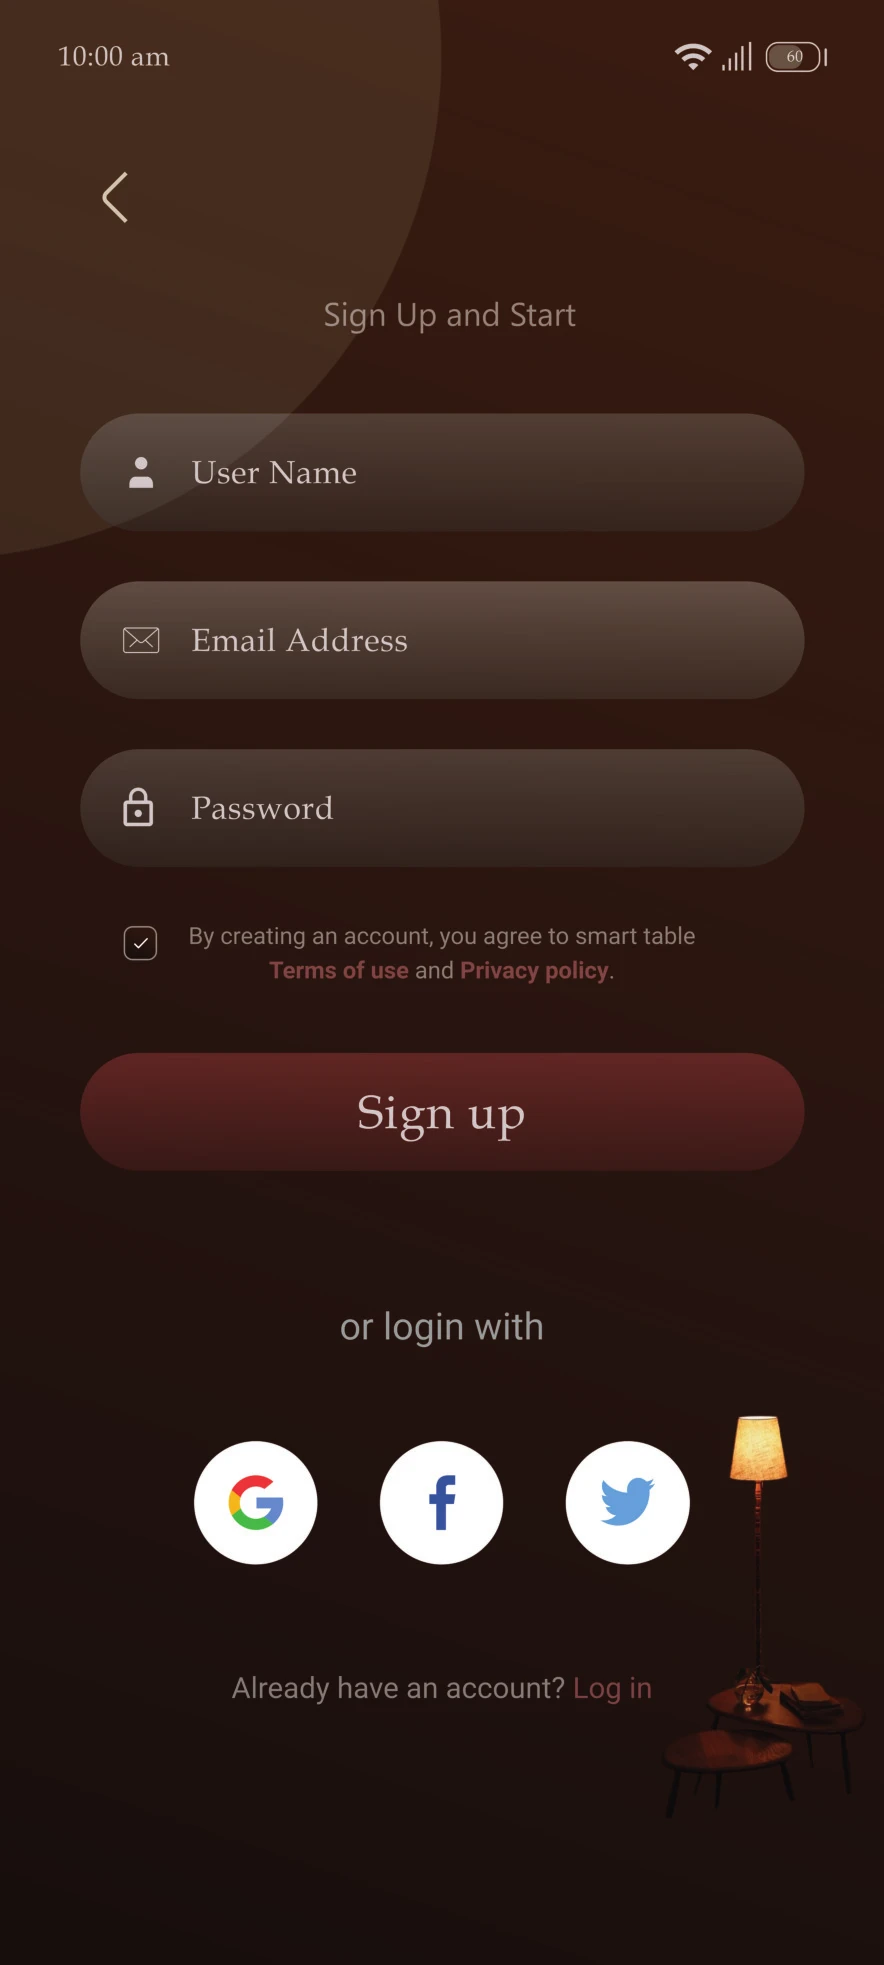 10:00 am
60
Sign Up and Start
User Name
Email Address
Password
By creating an account, you agree to smart table
Terms of use and Privacy policy.
Sign up
or login with
Already have an account? Log in